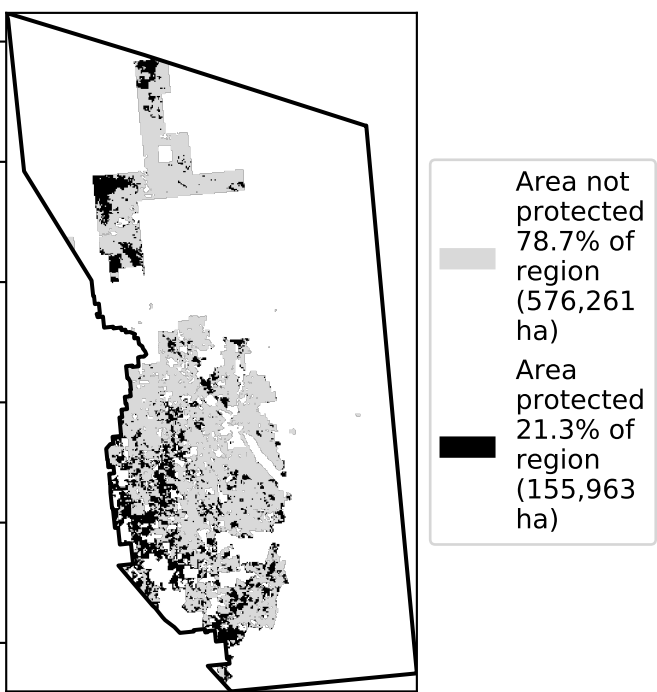 Area not
protected
78.7% of
region
(576,261
ha)
Area
protected
21.3% of
region
(155,963
ha)